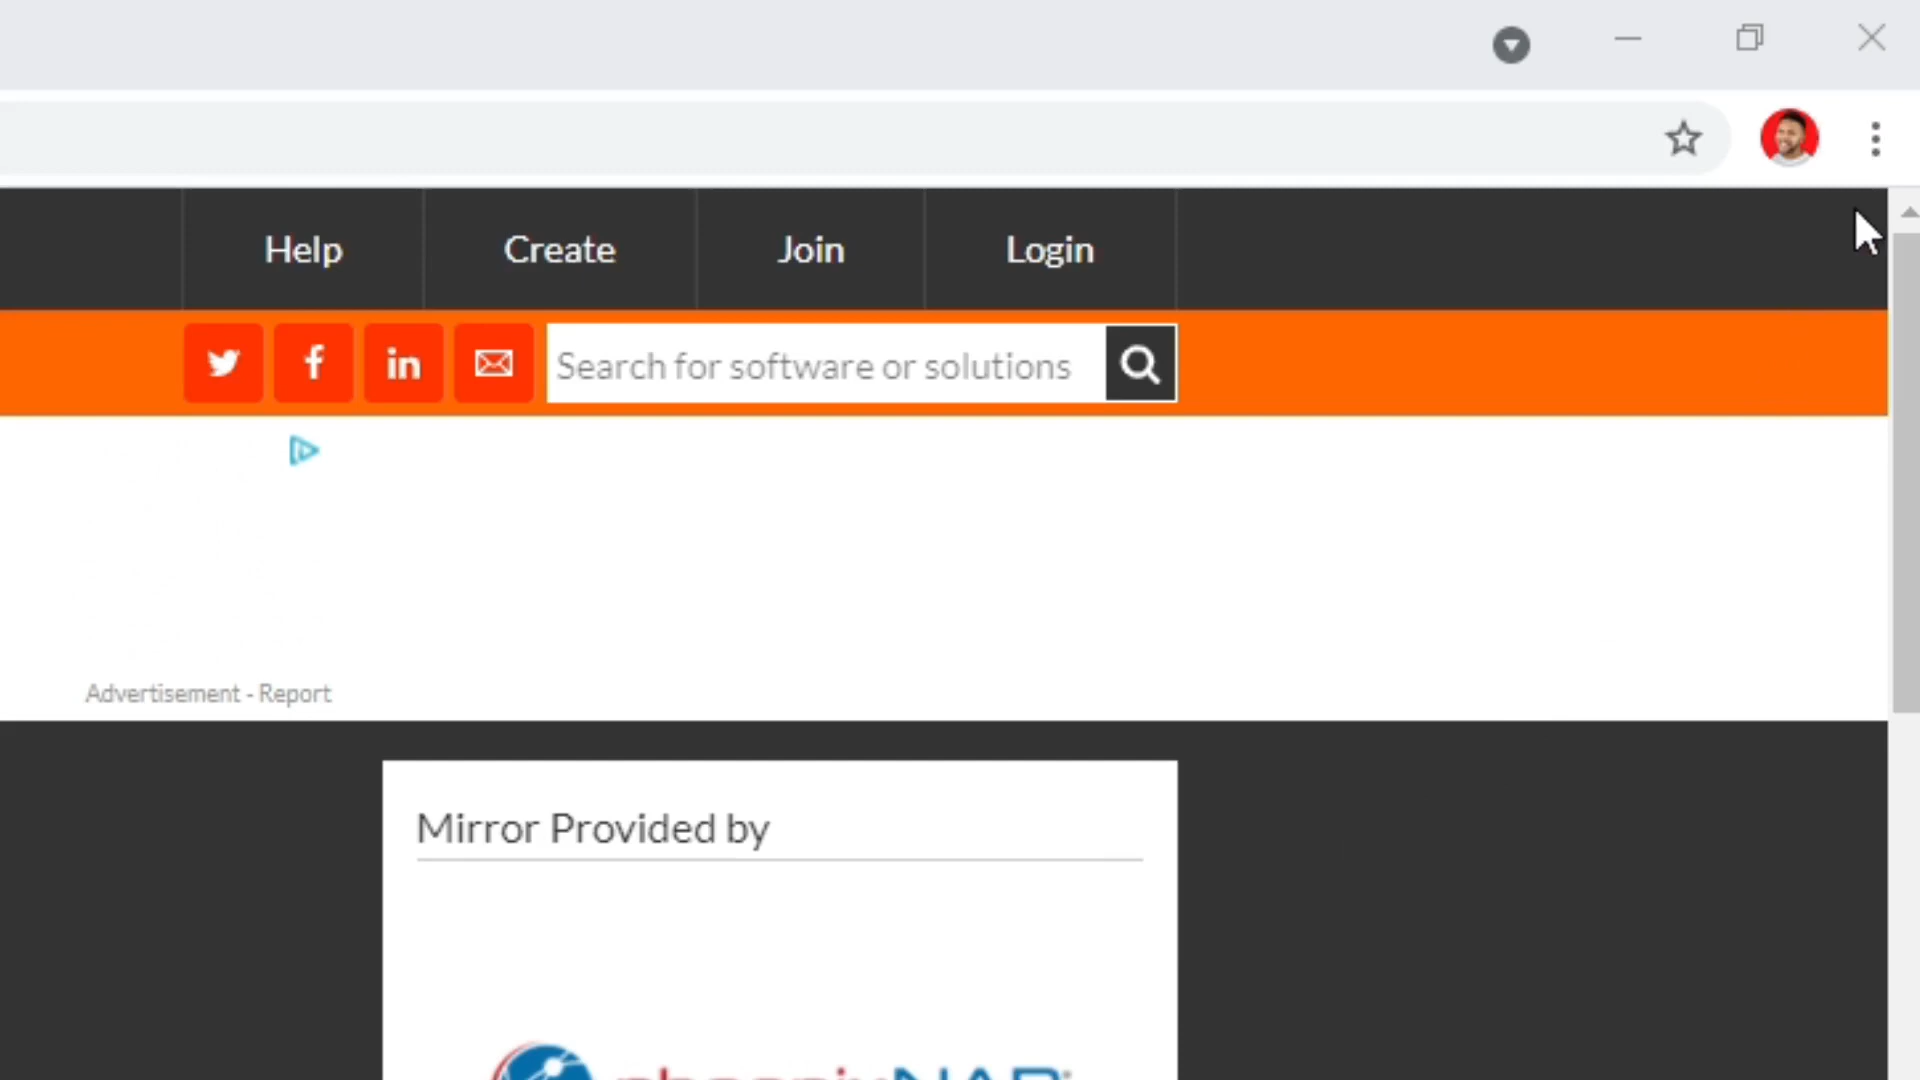 Help Create Join Login
Search for software or solutions
Advertisement - Report
Mirror Provided by